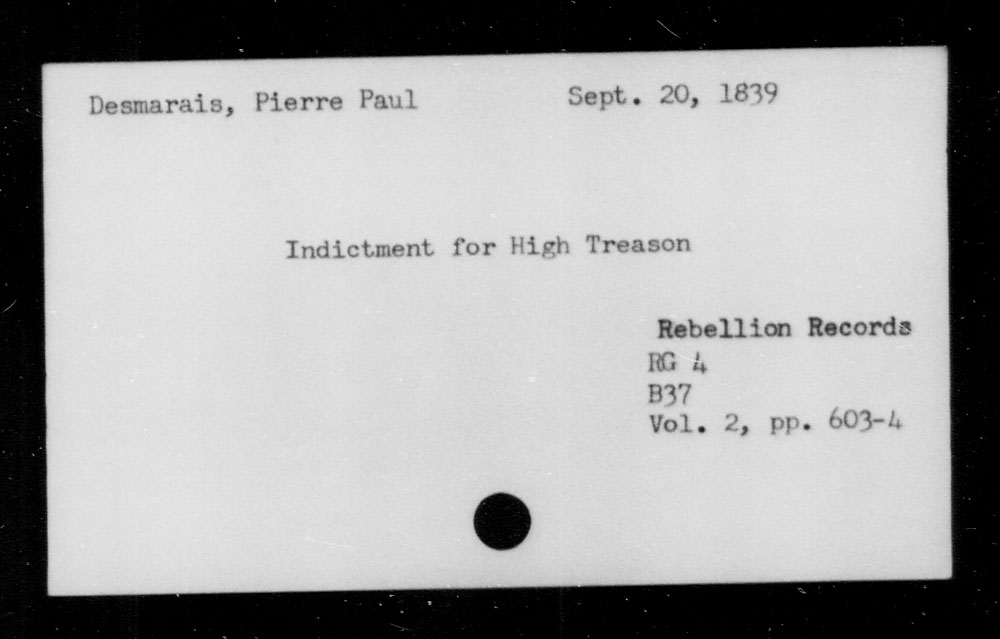 Desmarais, Pierre Paul Sept. 20, 1839
Indictment for High Treason
Rebellion Records
RG 4
B37
Vol. 2, pp. 603-4